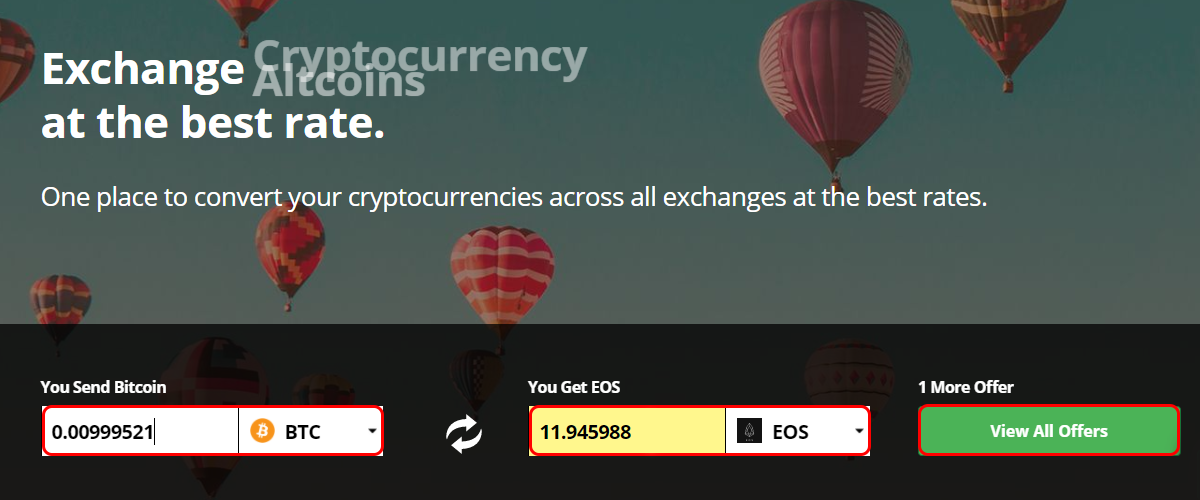 Exchange Cryptocurrency
Altcoins
at the best rate.
One place to convert your cryptocurrencies across all exchanges at the best rates.
You Send Bitcoin
You Get EOS
1 More Offer
0.00999521
BTC
11.945988
EOS
View All Offers